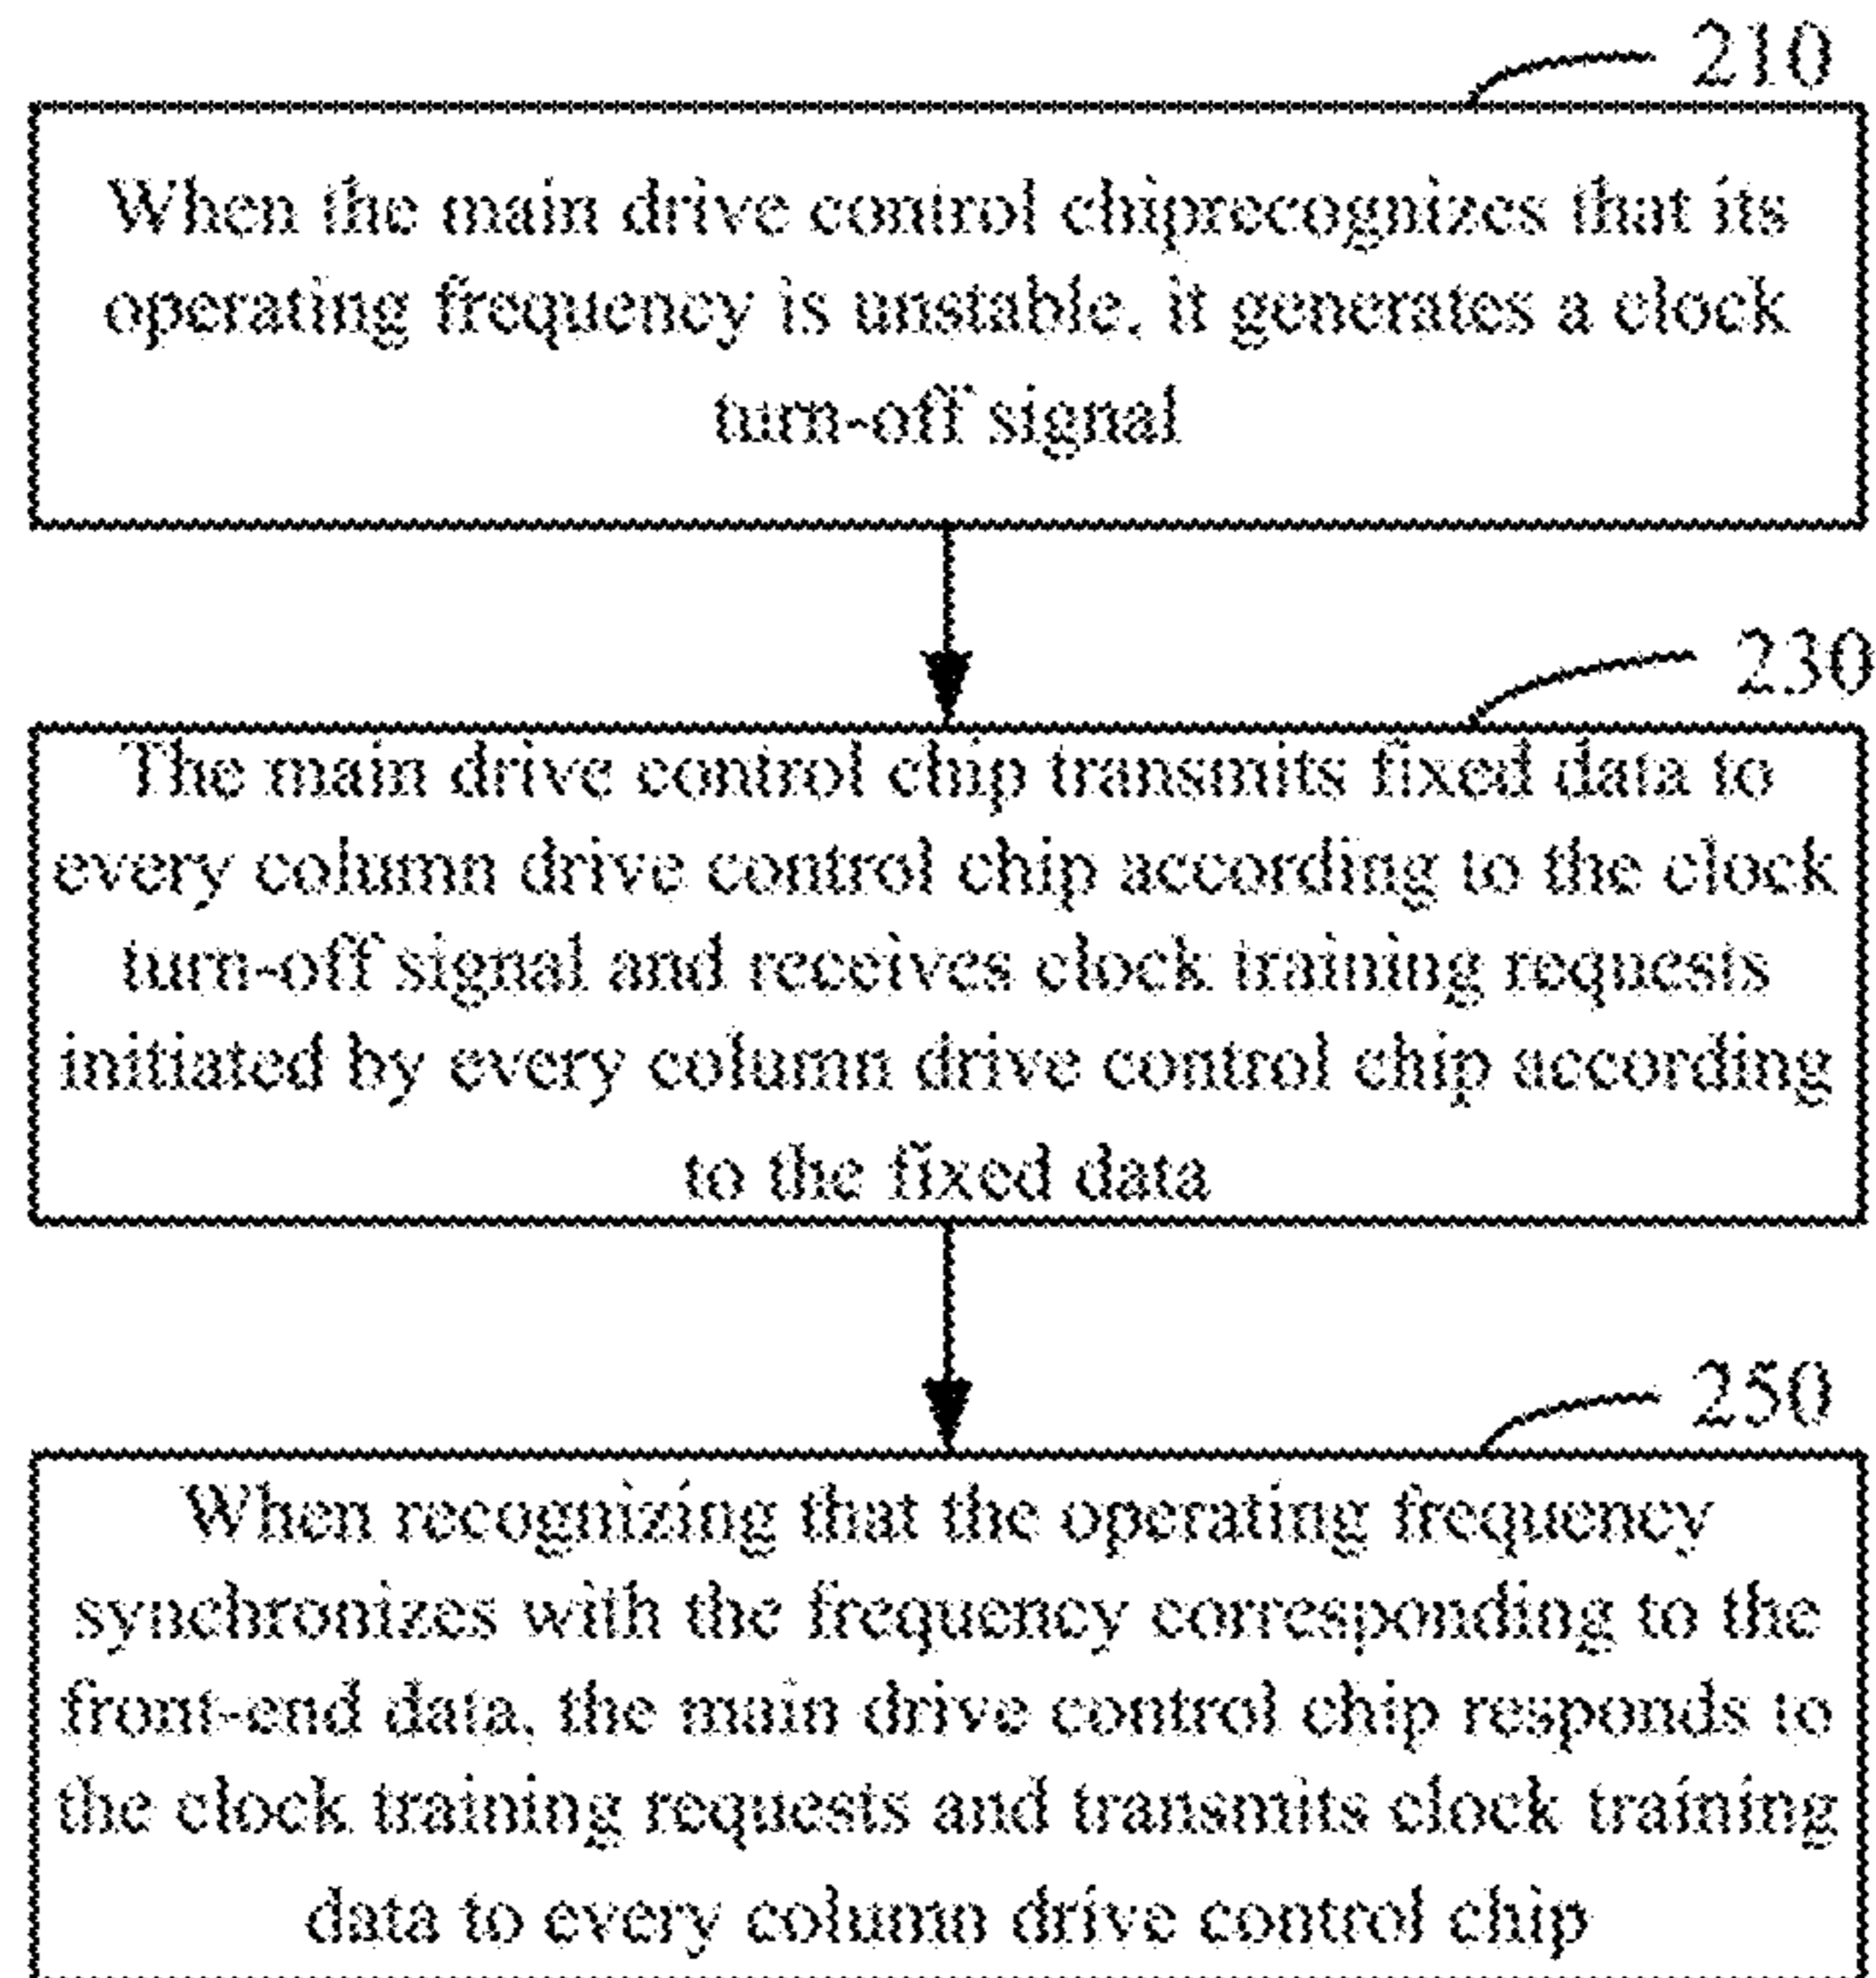 210
When the main drive control chiprecognizes that its
operating frequency is unstable, it generates a clock
turn-off signal
230
The main drive control chip transmits fixed data to
every column drive control chip according to the clock
turn-off signal and receives clock training requests
initiated by every column drive control chip according
to the fixed data
250
When recognizing that the operating frequency
synchronizes with the frequency corresponding to the
front-end data, the main drive control chip responds to
the clock training requests and transmits clock training
data to every column drive control chip